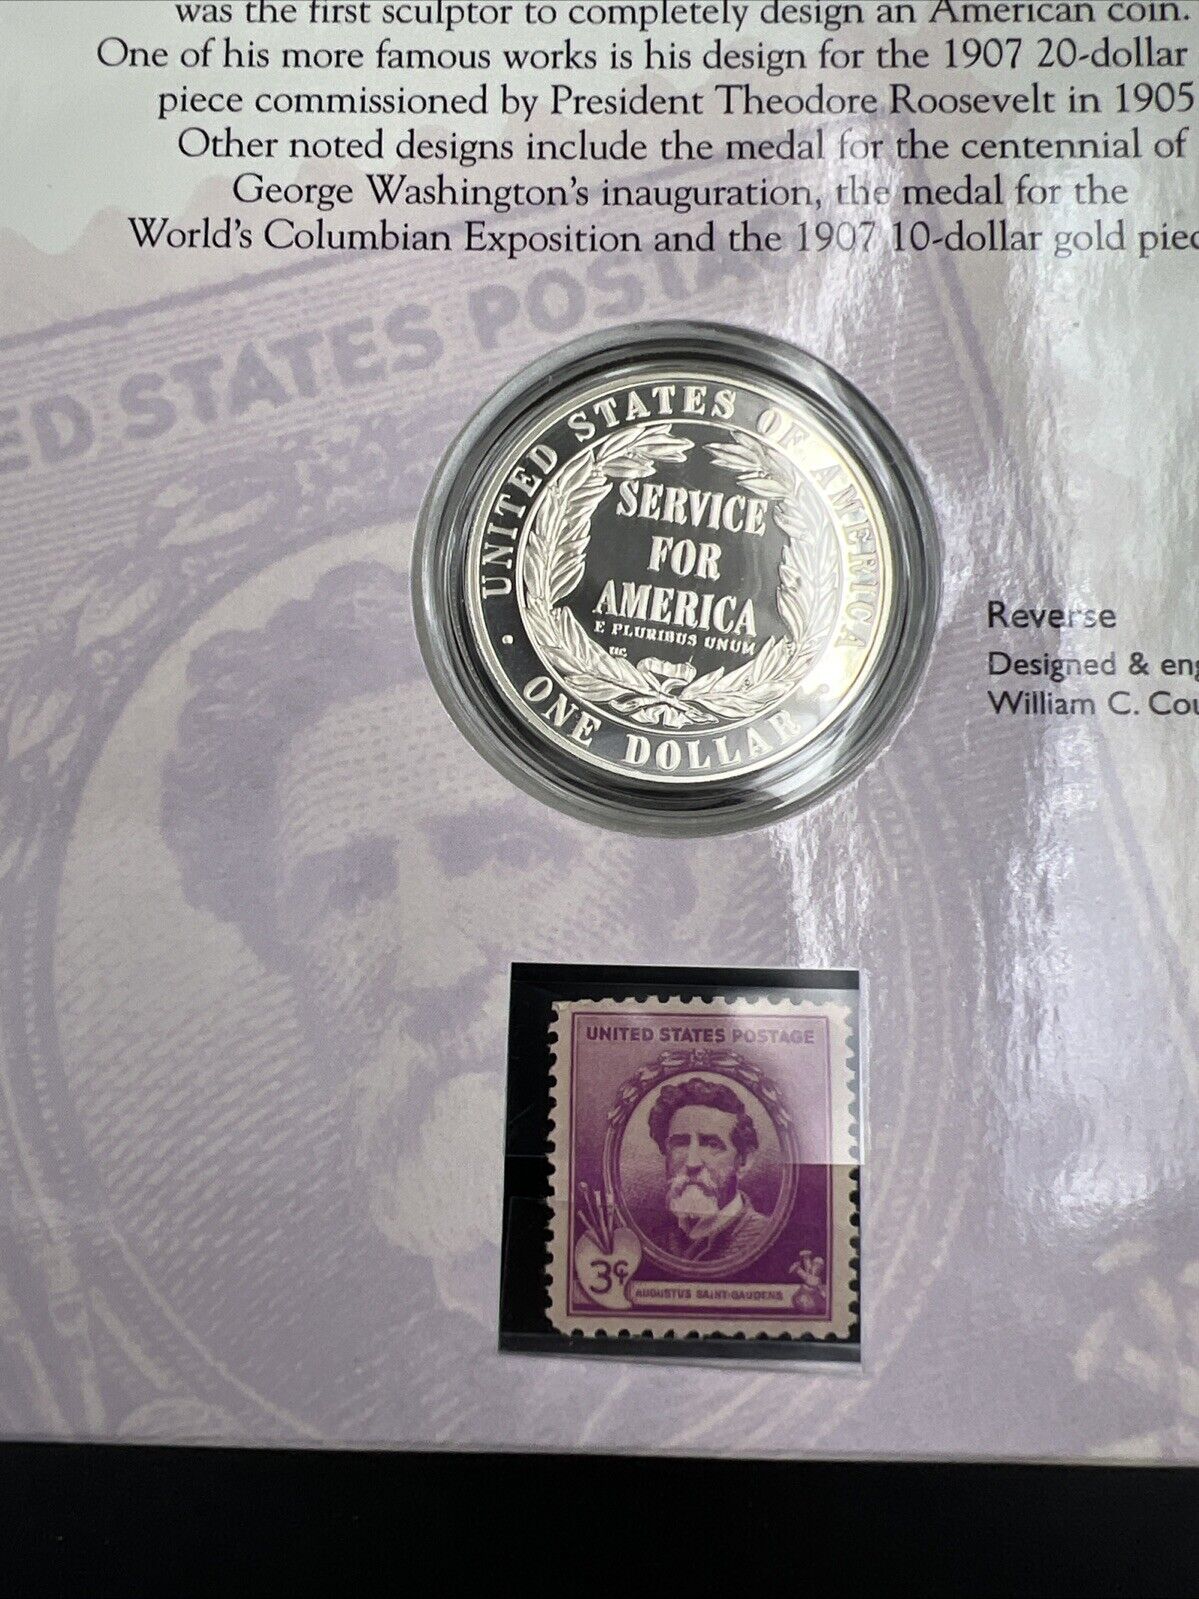 was the first sculptor to completely design an American coin.
One of his more famous works is his design for the 1907 20-dollar
piece commissioned by President Theodore Roosevelt in 1905
Other noted designs include the medal for the centennial of
George Washington's inauguration, the medal for the
World's Columbian Exposition and the 1907 10-dollar gold piec
ED STATES POSTAG
UNITED STATES OF AMERICA
SERVICE
FOR
AMERICA
E PLURIBUS UNUM
ONE DOLLAR
Reverse
Designed & eng
William C. Cou
UNITED STATES POSTAGE
3¢
AUGUSTUS SAINT-GAUDENS